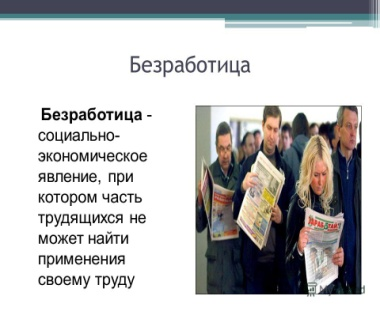 Безработица
Безработица -
социально-
экономическое
явление, при
котором часть
трудящихся не
может найти
применения
своему труду